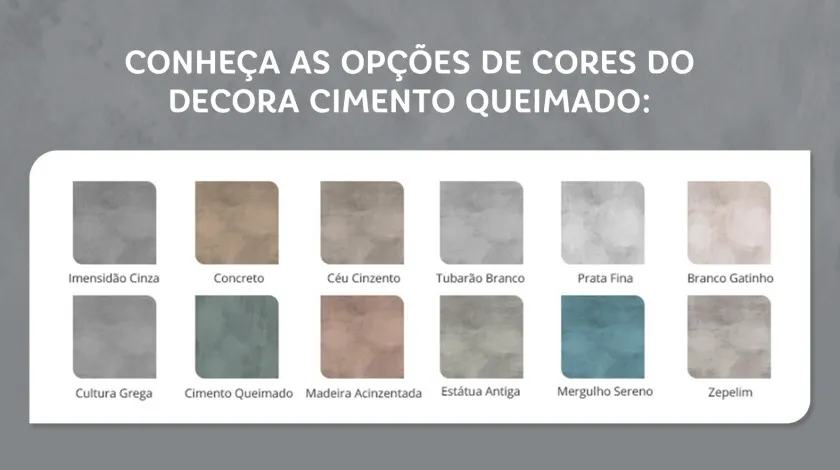 CONHEÇA AS OPÇÕES DE CORES DO
DECORA CIMENTO QUEIMADO:
Imensidão Cinza
Concreto
Céu Cinzento
Tubarão Branco
Prata Fina
Branco Gatinho
Cultura Grega
Cimento Queimado
Madeira Acinzentada
Estátua Antiga
Mergulho Sereno
Zepelim